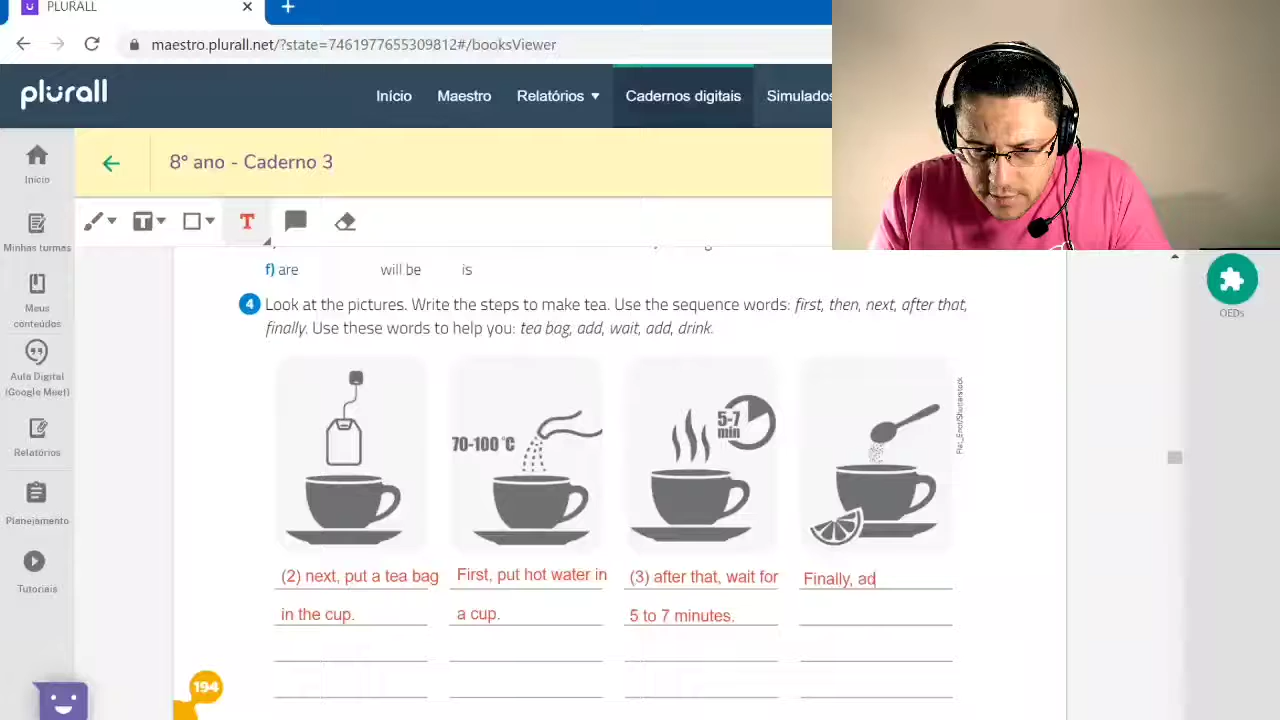 PLURALL
maestro.plurall.net/?state=7461977655309812#/booksViewer
plurall
Início Maestro Relatórios Cadernos digitais Simulados
8º ano - Caderno 3
Início
Minhas turmas
Meus
conteúdos
Aula Digital
(Google Meet)
Relatórios
Planejamento
Tutoriais
OEDs
f) are will be is
4 Look at the pictures. Write the steps to make tea. Use the sequence words: first, then, next, after that,
finally. Use these words to help you: tea bag, add, wait, add, drink.
70-100 °C
5-7
min
(2) next, put a tea bag
in the cup.
First, put hot water in
a cup.
(3) after that, wait for
5 to 7 minutes.
Finally, ad
194